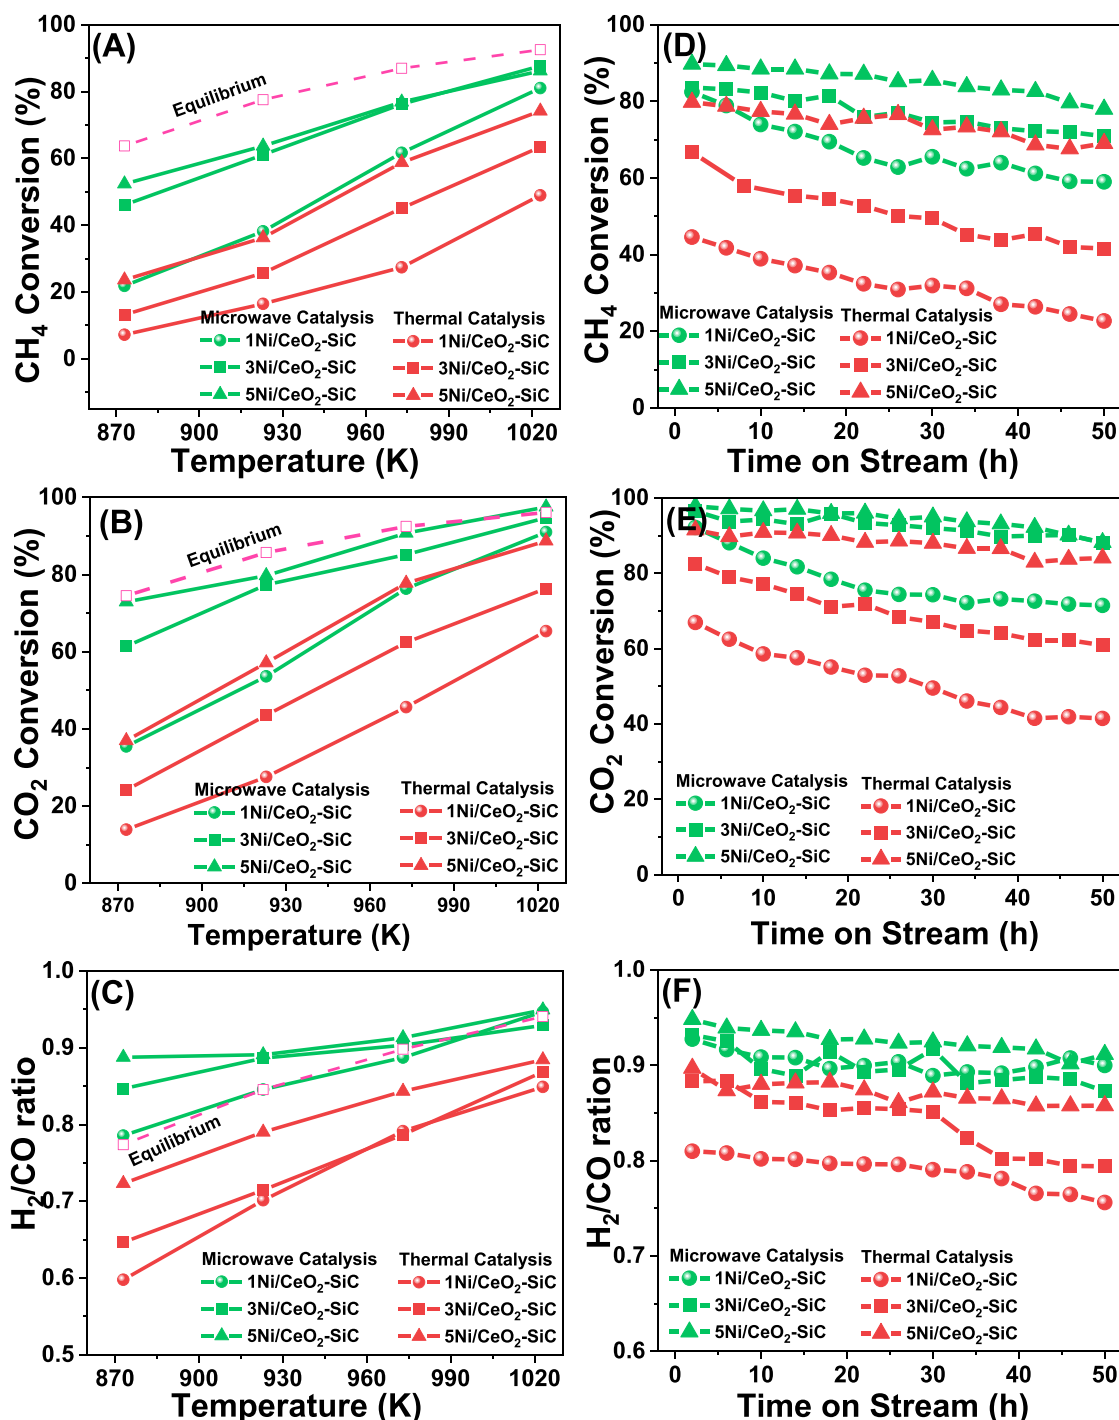 (A)
CH4 Conversion (%)
100
80
60
40
20
0
Equilibrium
Microwave Catalysis Thermal Catalysis
1Ni/CeO2-SiC 1Ni/CeO2-SiC
3Ni/CeO2-SiC 3Ni/CeO2-SiC
5Ni/CeO2-SiC 5Ni/CeO2-SiC
870 900 930 960 990 1020
Temperature (K)
(D)
CH4 Conversion (%)
100
80
60
40
20
0
Microwave Catalysis Thermal Catalysis
1Ni/CeO2-SiC 1Ni/CeO2-SiC
3Ni/CeO2-SiC 3Ni/CeO2-SiC
5Ni/CeO2-SiC 5Ni/CeO2-SiC
0 10 20 30 40 50
Time on Stream (h)
(B)
CO2 Conversion (%)
100
80
60
40
20
0
Equilibrium
Microwave Catalysis Thermal Catalysis
1Ni/CeO2-SiC 1Ni/CeO2-SiC
3Ni/CeO2-SiC 3Ni/CeO2-SiC
5Ni/CeO2-SiC 5Ni/CeO2-SiC
870 900 930 960 990 1020
Temperature (K)
(E)
CO2 Conversion (%)
100
80
60
40
20
0
Microwave Catalysis Thermal Catalysis
1Ni/CeO2-SiC 1Ni/CeO2-SiC
3Ni/CeO2-SiC 3Ni/CeO2-SiC
5Ni/CeO2-SiC 5Ni/CeO2-SiC
0 10 20 30 40 50
Time on Stream (h)
(C)
H2/CO ratio
1.0
0.9
0.8
0.7
0.6
0.5
Equilibrium
Microwave Catalysis Thermal Catalysis
1Ni/CeO2-SiC 1Ni/CeO2-SiC
3Ni/CeO2-SiC 3Ni/CeO2-SiC
5Ni/CeO2-SiC 5Ni/CeO2-SiC
870 900 930 960 990 1020
Temperature (K)
(F)
H2/CO ration
1.0
0.9
0.8
0.7
0.6
Microwave Catalysis Thermal Catalysis
1Ni/CeO2-SiC 1Ni/CeO2-SiC
3Ni/CeO2-SiC 3Ni/CeO2-SiC
5Ni/CeO2-SiC 5Ni/CeO2-SiC
0 10 20 30 40 50
Time on Stream (h)